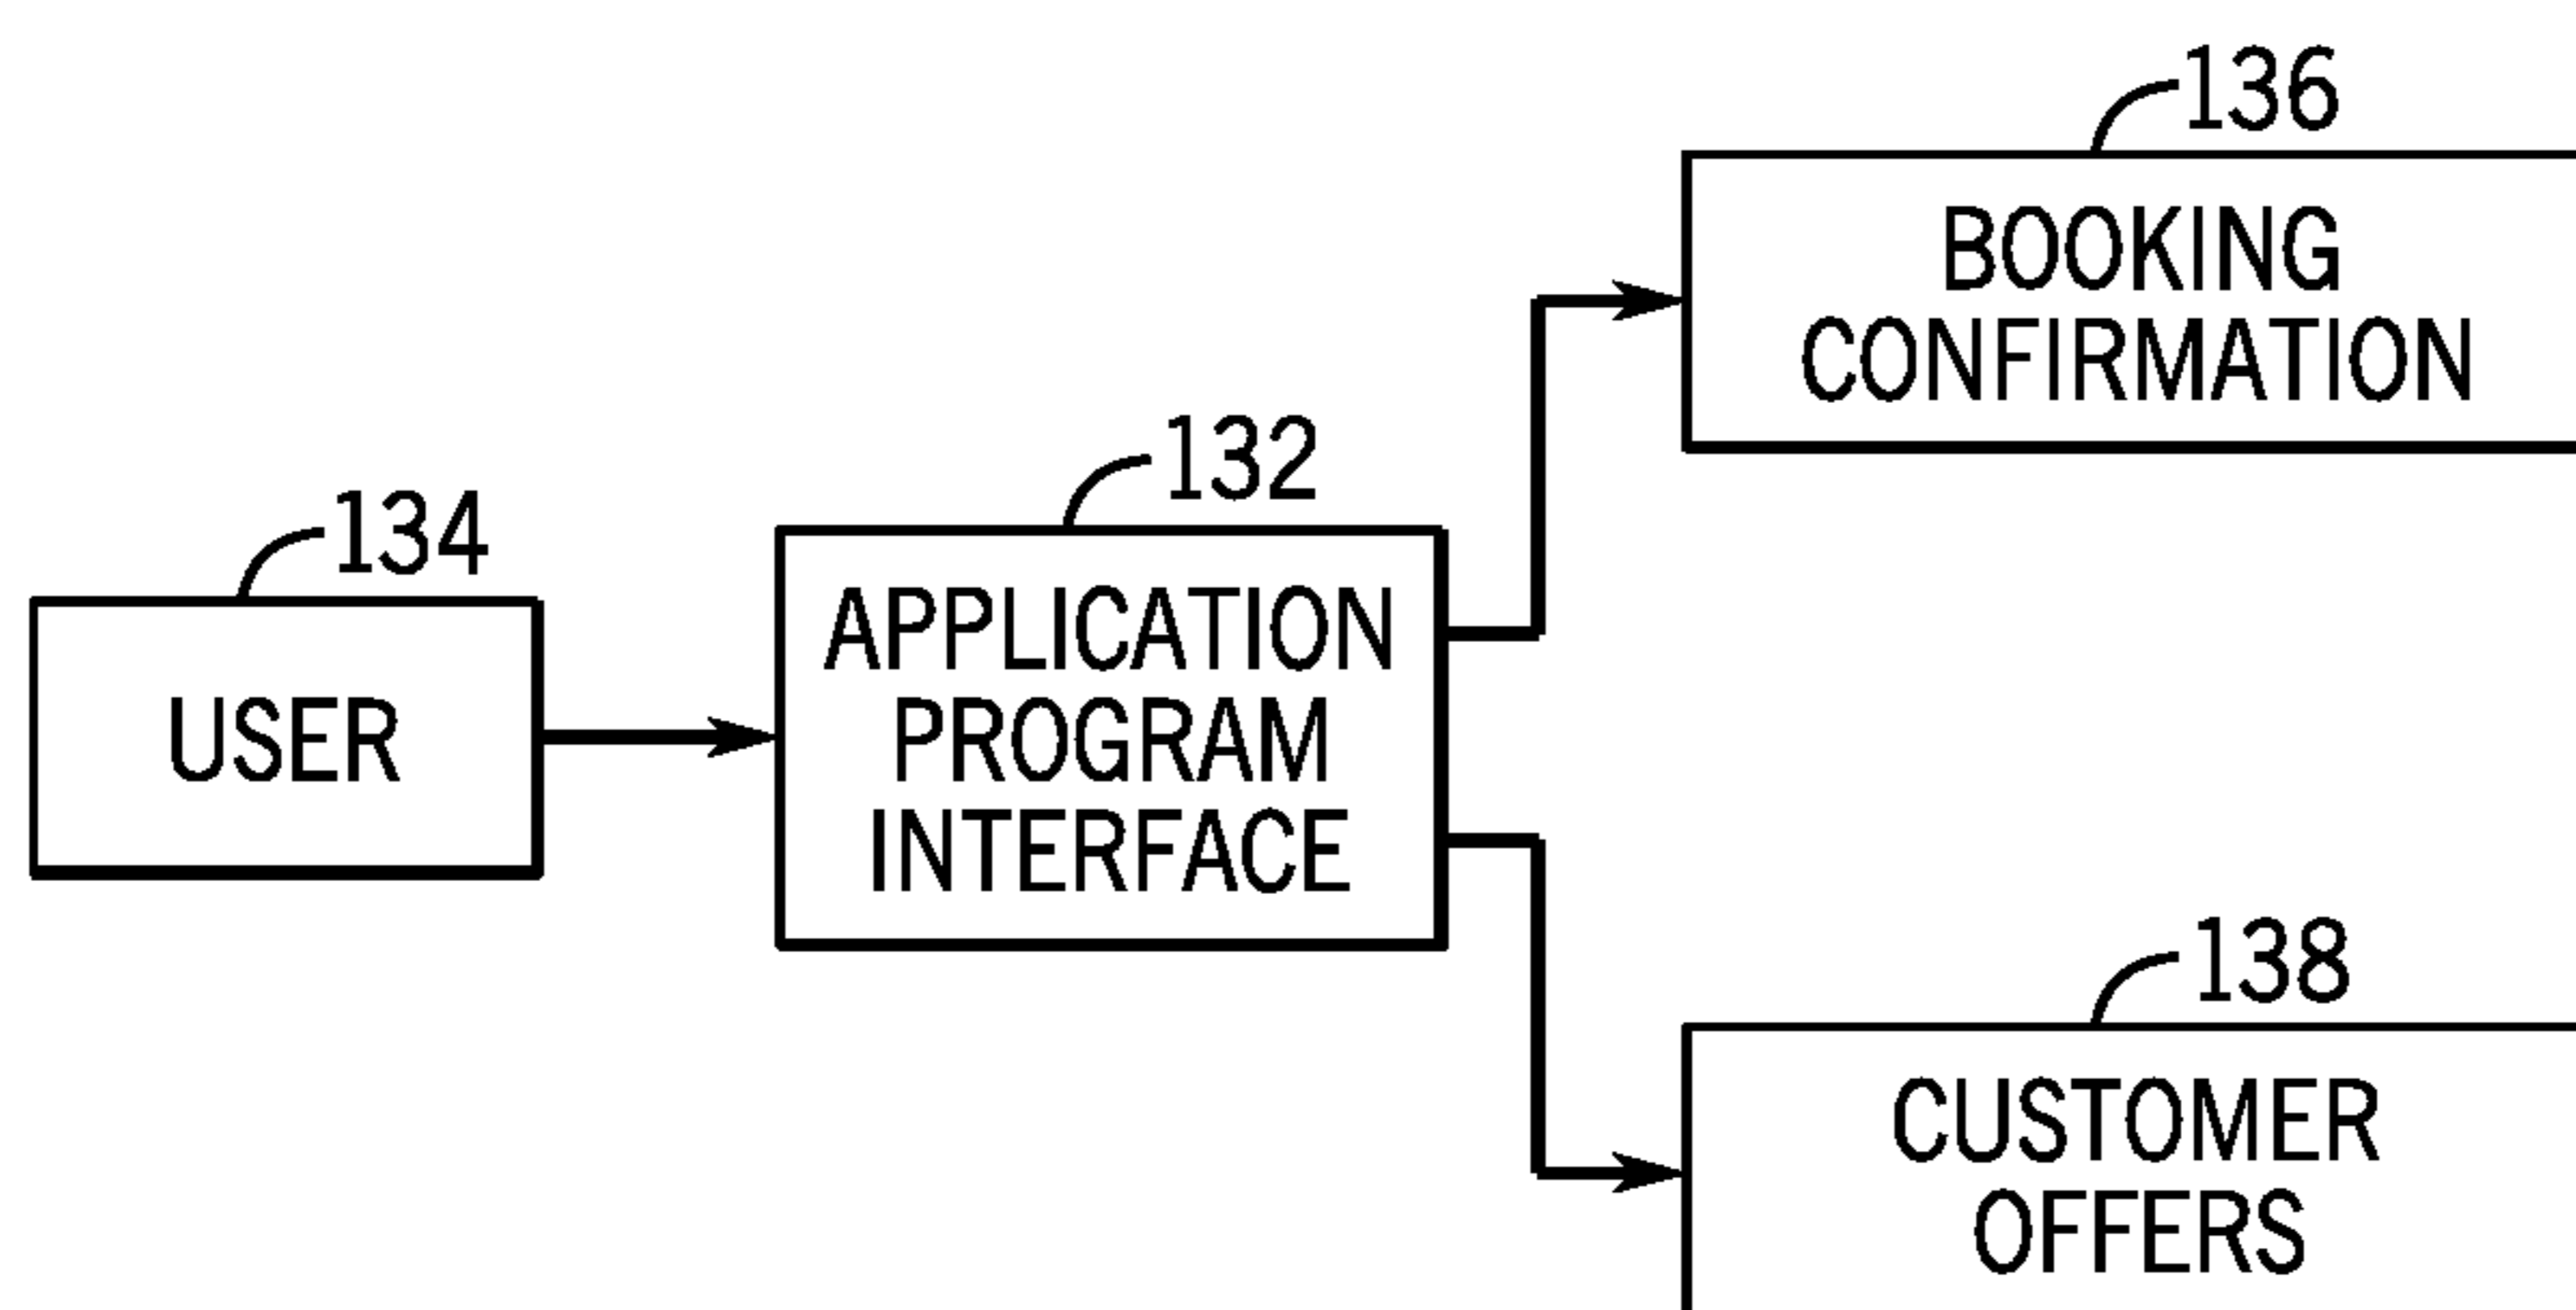 136
BOOKING
CONFIRMATION
132
134
APPLICATION
PROGRAM
INTERFACE
USER
138
CUSTOMER
OFFERS